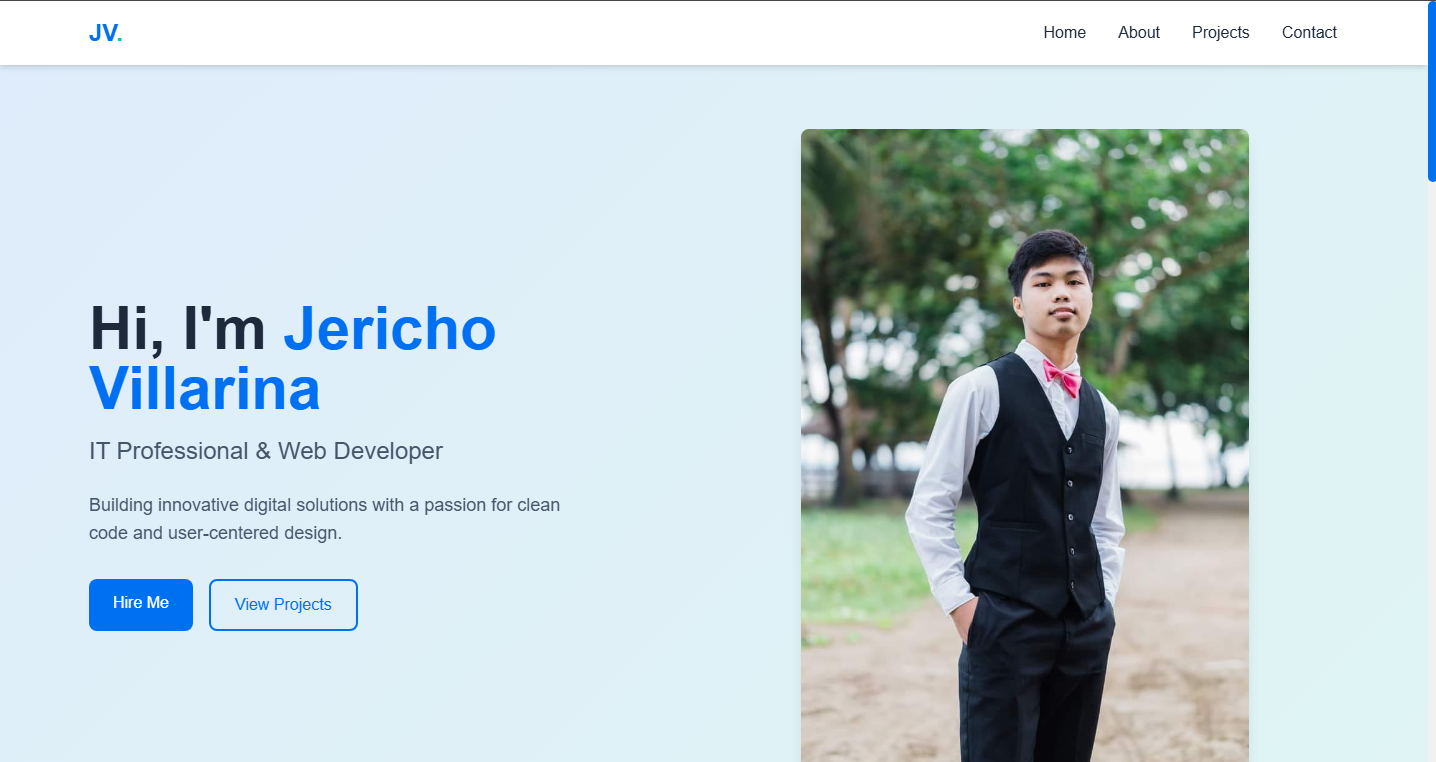 JV.
Home About Projects Contact
Hi, I'm Jericho
Villarina
IT Professional & Web Developer
Building innovative digital solutions with a passion for clean
code and user-centered design.
Hire Me View Projects